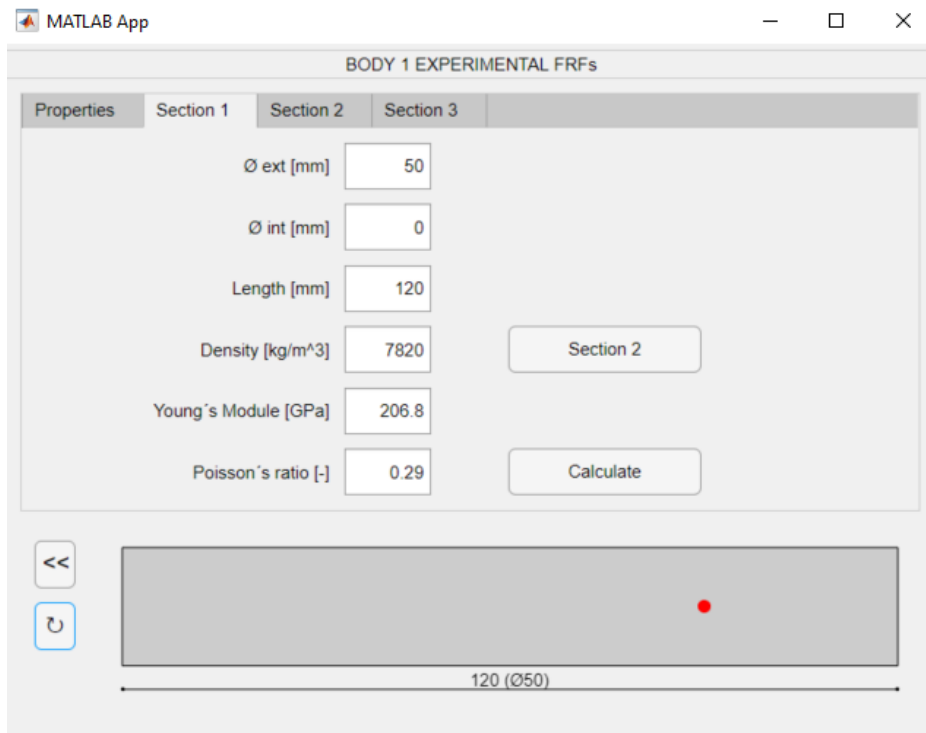 MATLAB App
BODY 1 EXPERIMENTAL FRFs
Properties Section 1 Section 2 Section 3
Ø ext [mm] 50
Ø int [mm] 0
Length [mm] 120
Density [kg/m^3] 7820 Section 2
Young´s Module [GPa] 206.8
Poisson´s ratio [-] 0.29 Calculate
<<
↻
120 (Ø50)